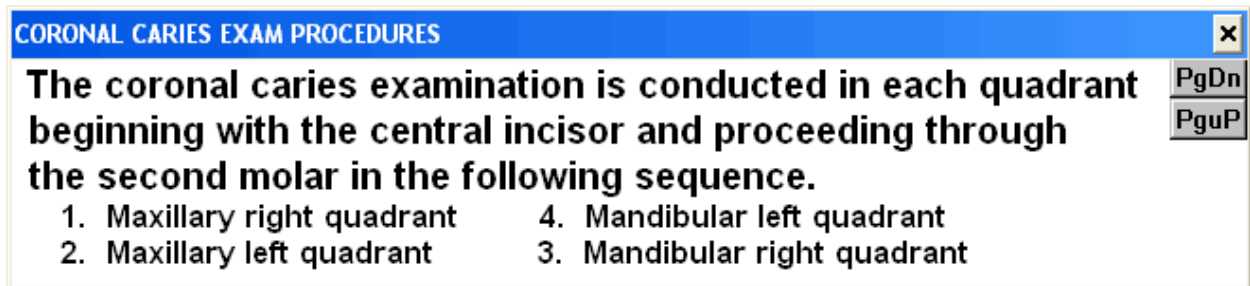 CORONAL CARIES EXAM PROCEDURES
The coronal caries examination is conducted in each quadrant
beginning with the central incisor and proceeding through
the second molar in the following sequence.
PgDn
PguP
1. Maxillary right quadrant 4. Mandibular left quadrant
2. Maxillary left quadrant 3. Mandibular right quadrant